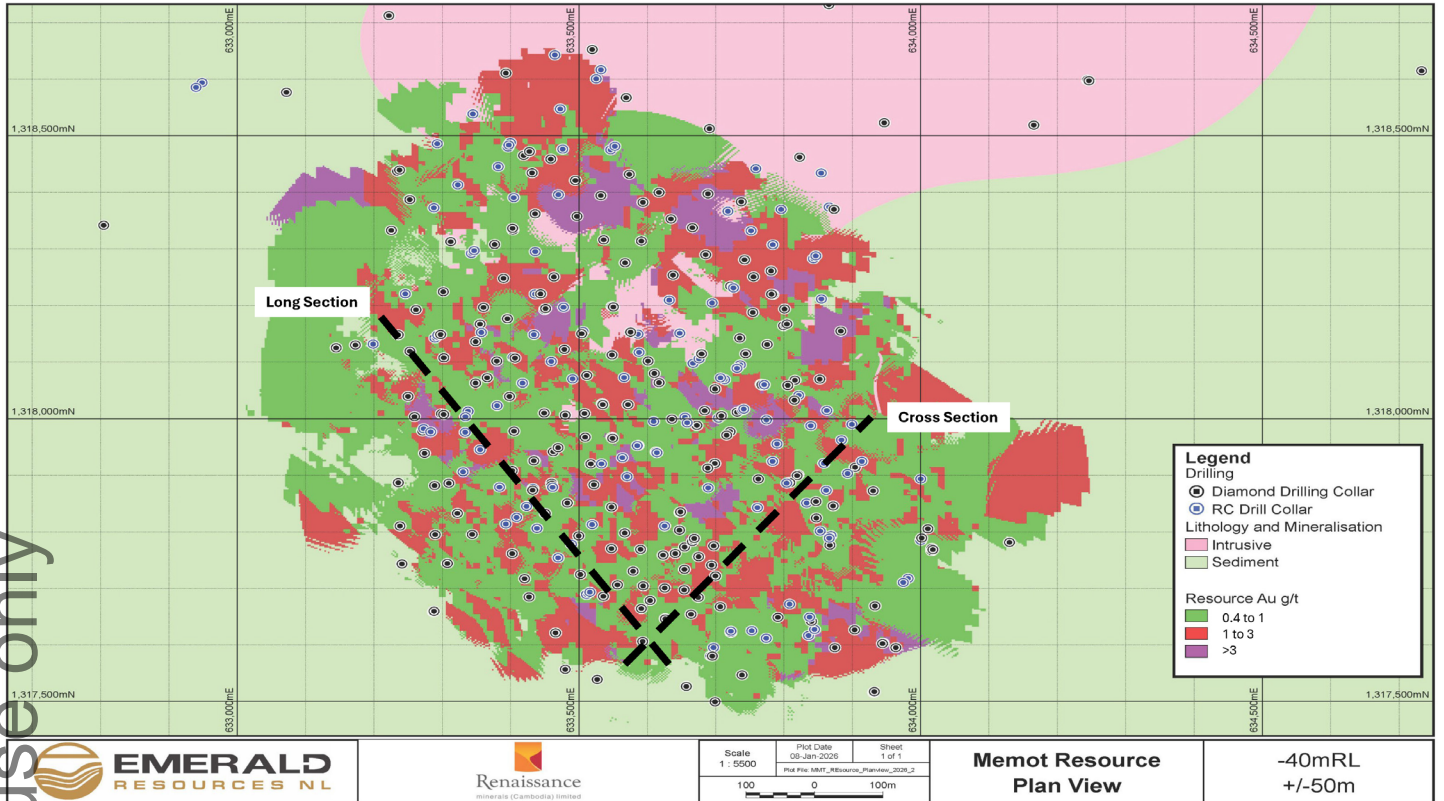 633,000mE
633,500mE
634,000mE
634,500mE
1,318,500mN
1,318,500mN
Long Section
1,318,000mN
1,318,000mN
Cross Section
Legend
Drilling
Diamond Drilling Collar
RC Drill Collar
Lithology and Mineralisation
Intrusive
Sediment
Resource Au g/t
0.4 to 1
1 to 3
>3
1,317,500mN
1,317,500mN
633,000mE
633,500mE
634,000mE
634,500mE
use only
EMERALD
RESOURCES NL
Renaissance
minerals (Cambodia) limited
Scale
1 : 5500
Plot Date
08-Jan-2026
Sheet
1 of 1
Plot File: MMT_REsource_Planview_2026_2
100 0 100m
Memot Resource
Plan View
-40mRL
+/-50m